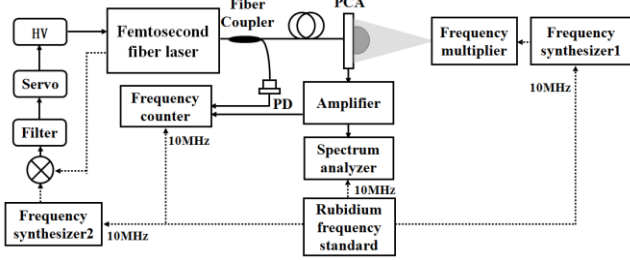 Fiber
Coupler
PCA
HV
Femtosecond
fiber laser
Frequency
multiplier
Frequency
synthesizer1
Servo
10MHz
Frequency
counter
PD
Amplifier
Filter
10MHz
Spectrum
analyzer
10MHz
Frequency
synthesizer2
10MHz
Rubidium
frequency
standard